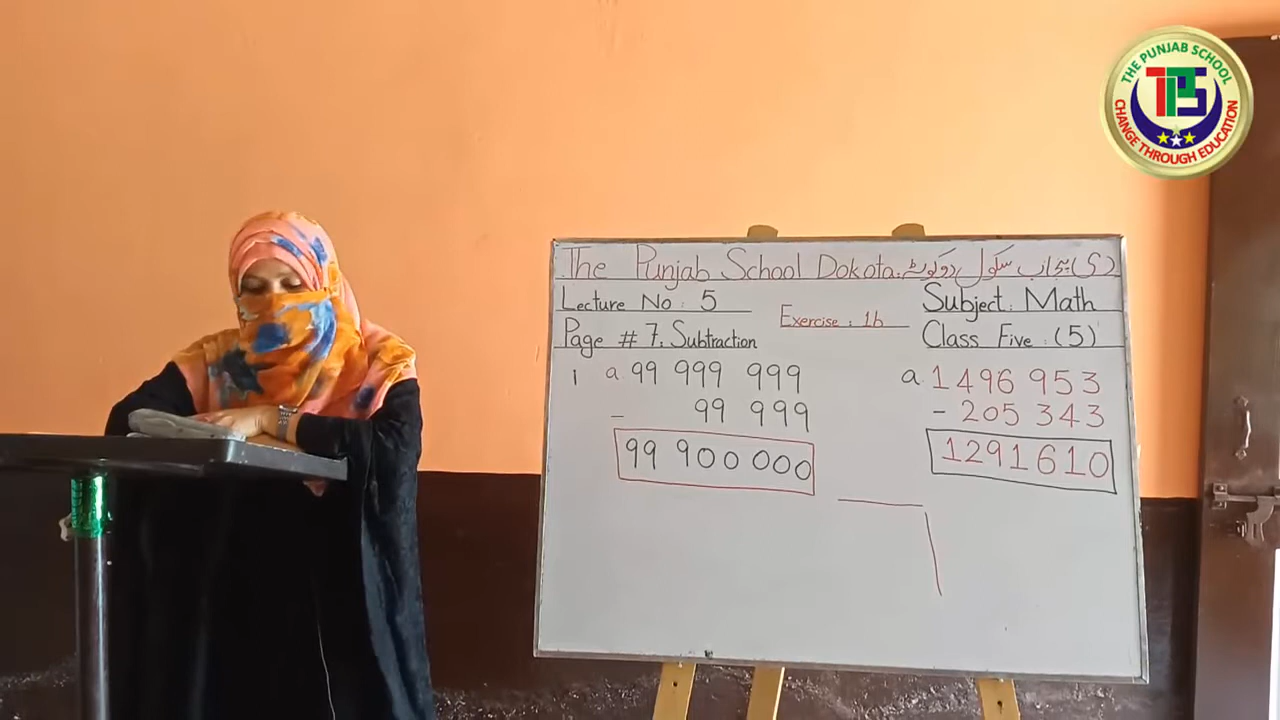 THE PUNJAB SCHOOL
TPS
CHANGE THROUGH EDUCATION
The Punjab School Dokota. دی پنجاب سکول دوکوٹہ
Lecture No : 5
Exercise : 1b
Subject : Math
Page # 7. Subtraction
Class Five : (5)
1 a 99 999 999
- 99 999
99 900 000
a 1496 953
- 205 343
1291610